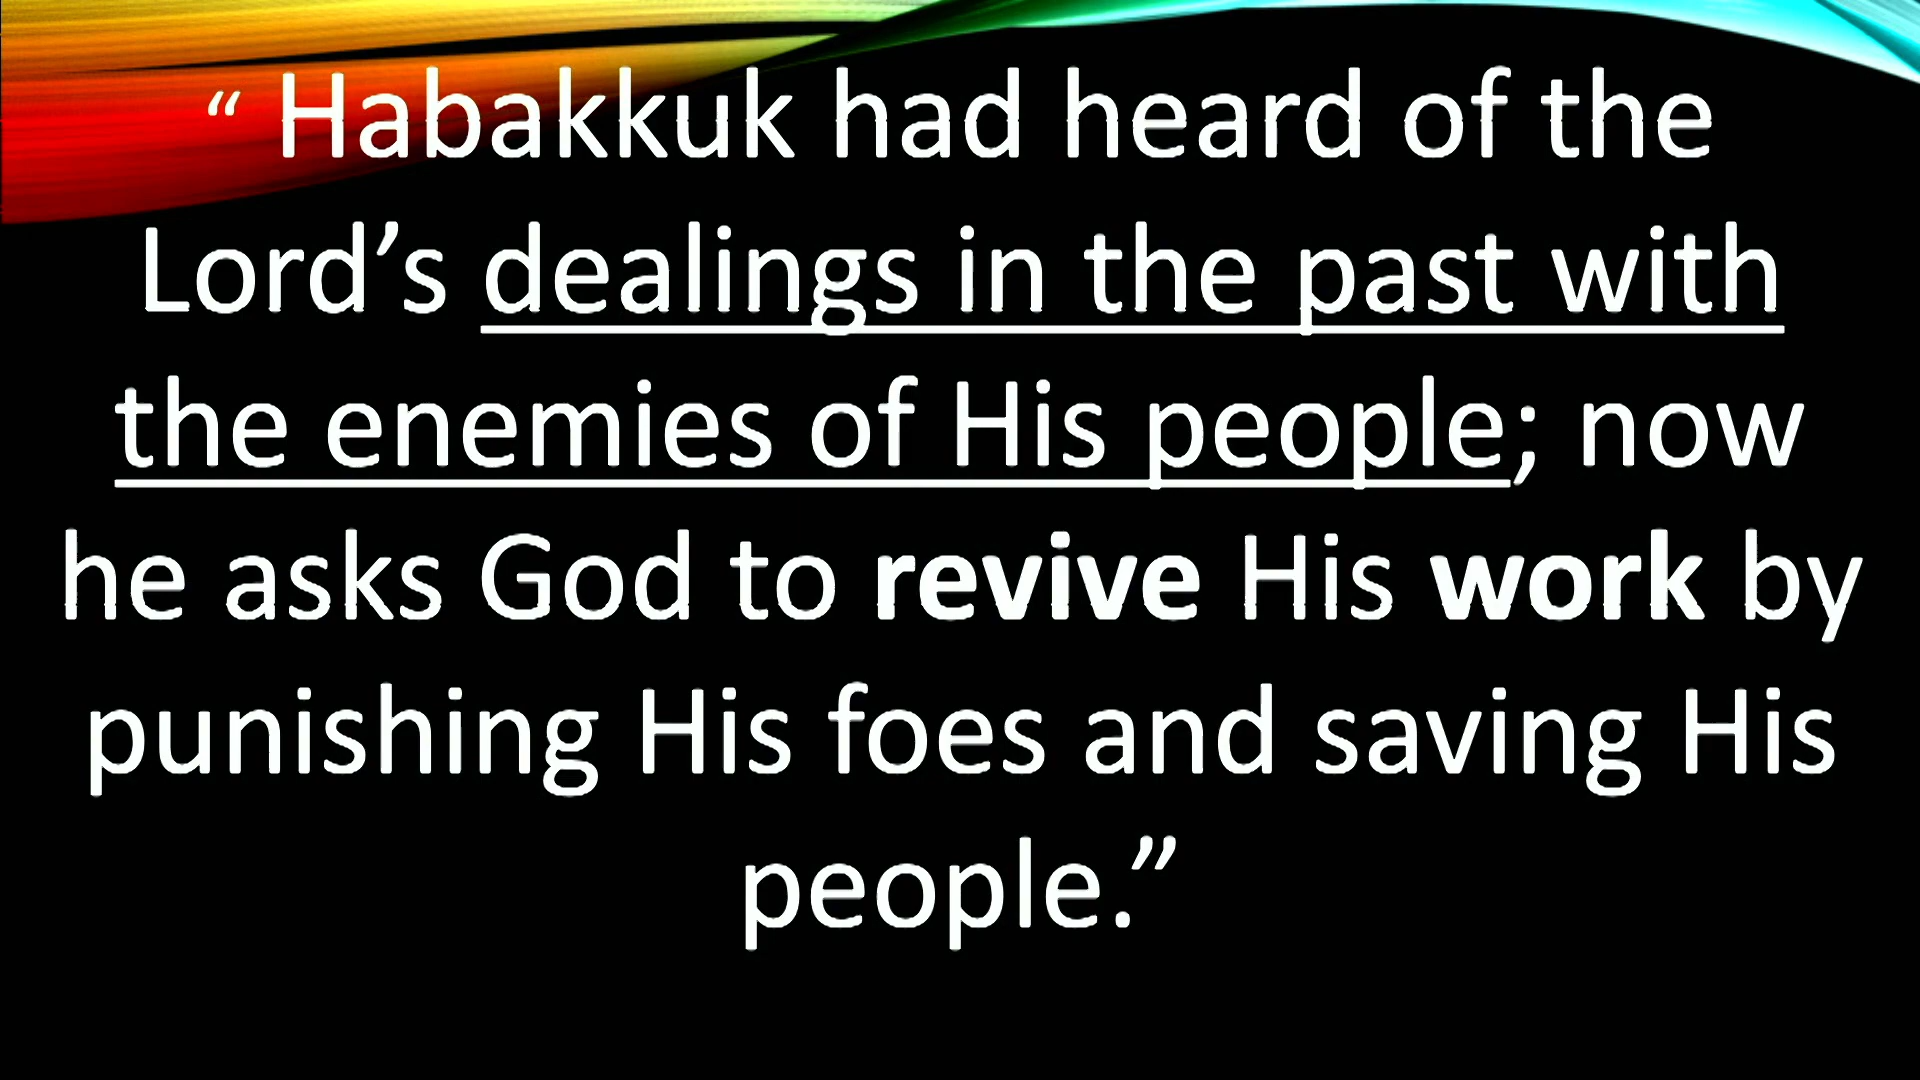 “ Habakkuk had heard of the
Lord’s dealings in the past with
the enemies of His people; now
he asks God to revive His work by
punishing His foes and saving His
people.”